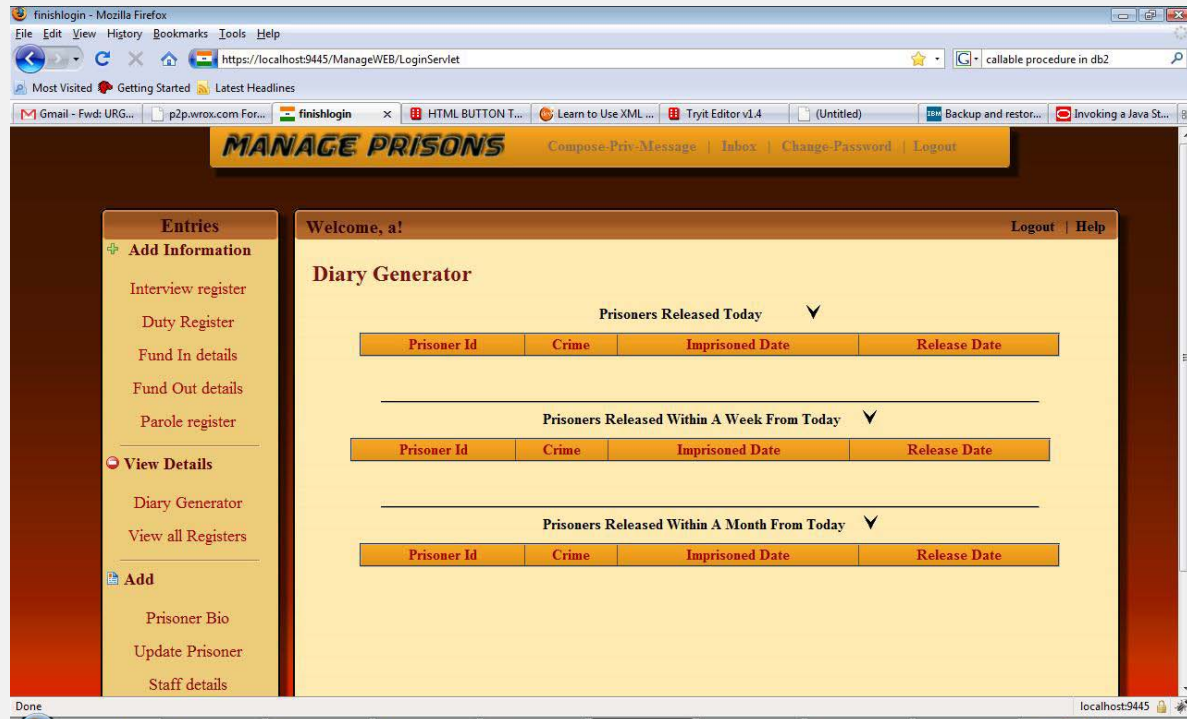 finishlogin - Mozilla Firefox
File Edit View History Bookmarks Tools Help
https://localhost:9445/ManageWEB/LoginServlet
G callable procedure in db2
Most Visited Getting Started Latest Headlines
Gmail - Fwd: URG... p2p.wrox.com For... finishlogin HTML BUTTON T... Learn to Use XML ... Tryit Editor v1.4 (Untitled) IBM Backup and restor... Invoking a Java St...
MANAGE PRISONS Compose-Priv-Message | Inbox | Change-Password | Logout
Entries
Add Information
Interview register
Duty Register
Fund In details
Fund Out details
Parole register
View Details
Diary Generator
View all Registers
Add
Prisoner Bio
Update Prisoner
Staff details
Welcome, a! Logout | Help
Diary Generator
Prisoners Released Today
Prisoner Id Crime Imprisoned Date Release Date
Prisoners Released Within A Week From Today
Prisoner Id Crime Imprisoned Date Release Date
Prisoners Released Within A Month From Today
Prisoner Id Crime Imprisoned Date Release Date
Done localhost:9445